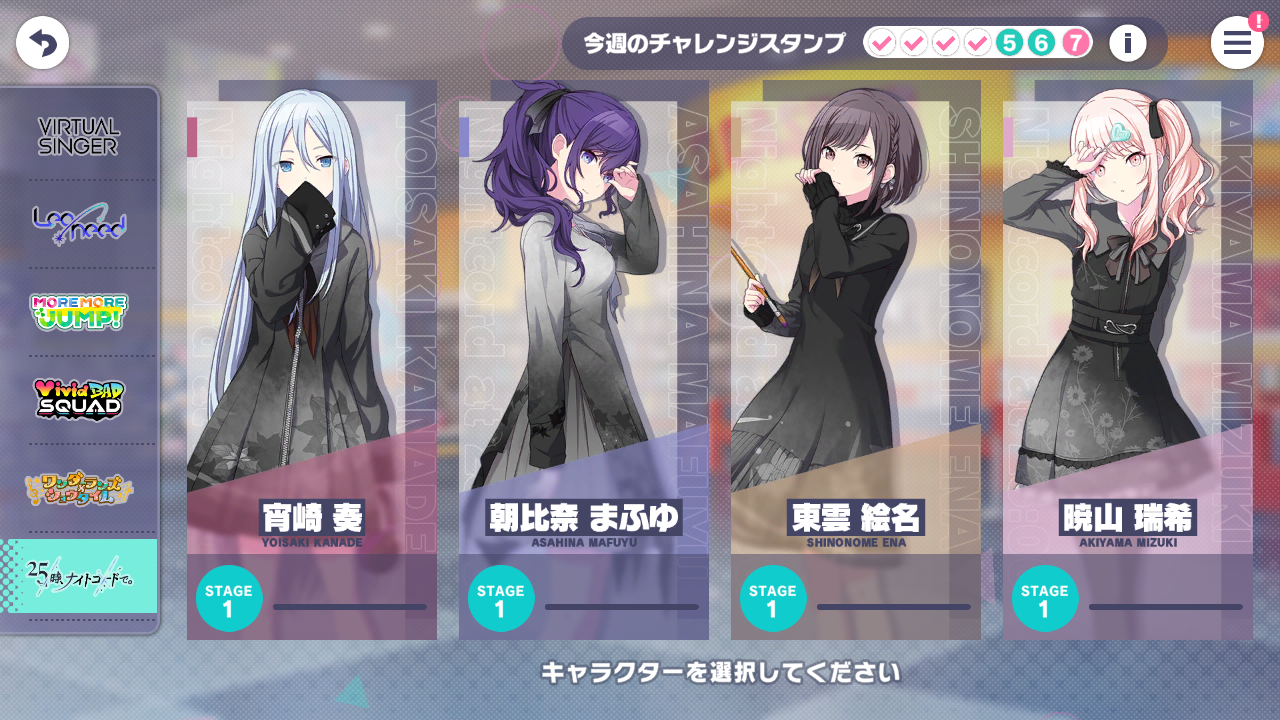 今週のチャレンジスタンプ
5 6 7
!
VIRTUAL
SINGER
Leo/need
MORE MORE
JUMP!
Vivid BAD
SQUAD
ワンダーランズ
×ショウタイム
25時、ナイトコードで。
YOISAKI KANADE
宵崎 奏
YOISAKI KANADE
STAGE
1
ASAHINA MAFUYU
朝比奈 まふゆ
ASAHINA MAFUYU
STAGE
1
SHINONOME ENA
東雲 絵名
SHINONOME ENA
STAGE
1
AKIYAMA MIZUKI
暁山 瑞希
AKIYAMA MIZUKI
STAGE
1
キャラクターを選択してください